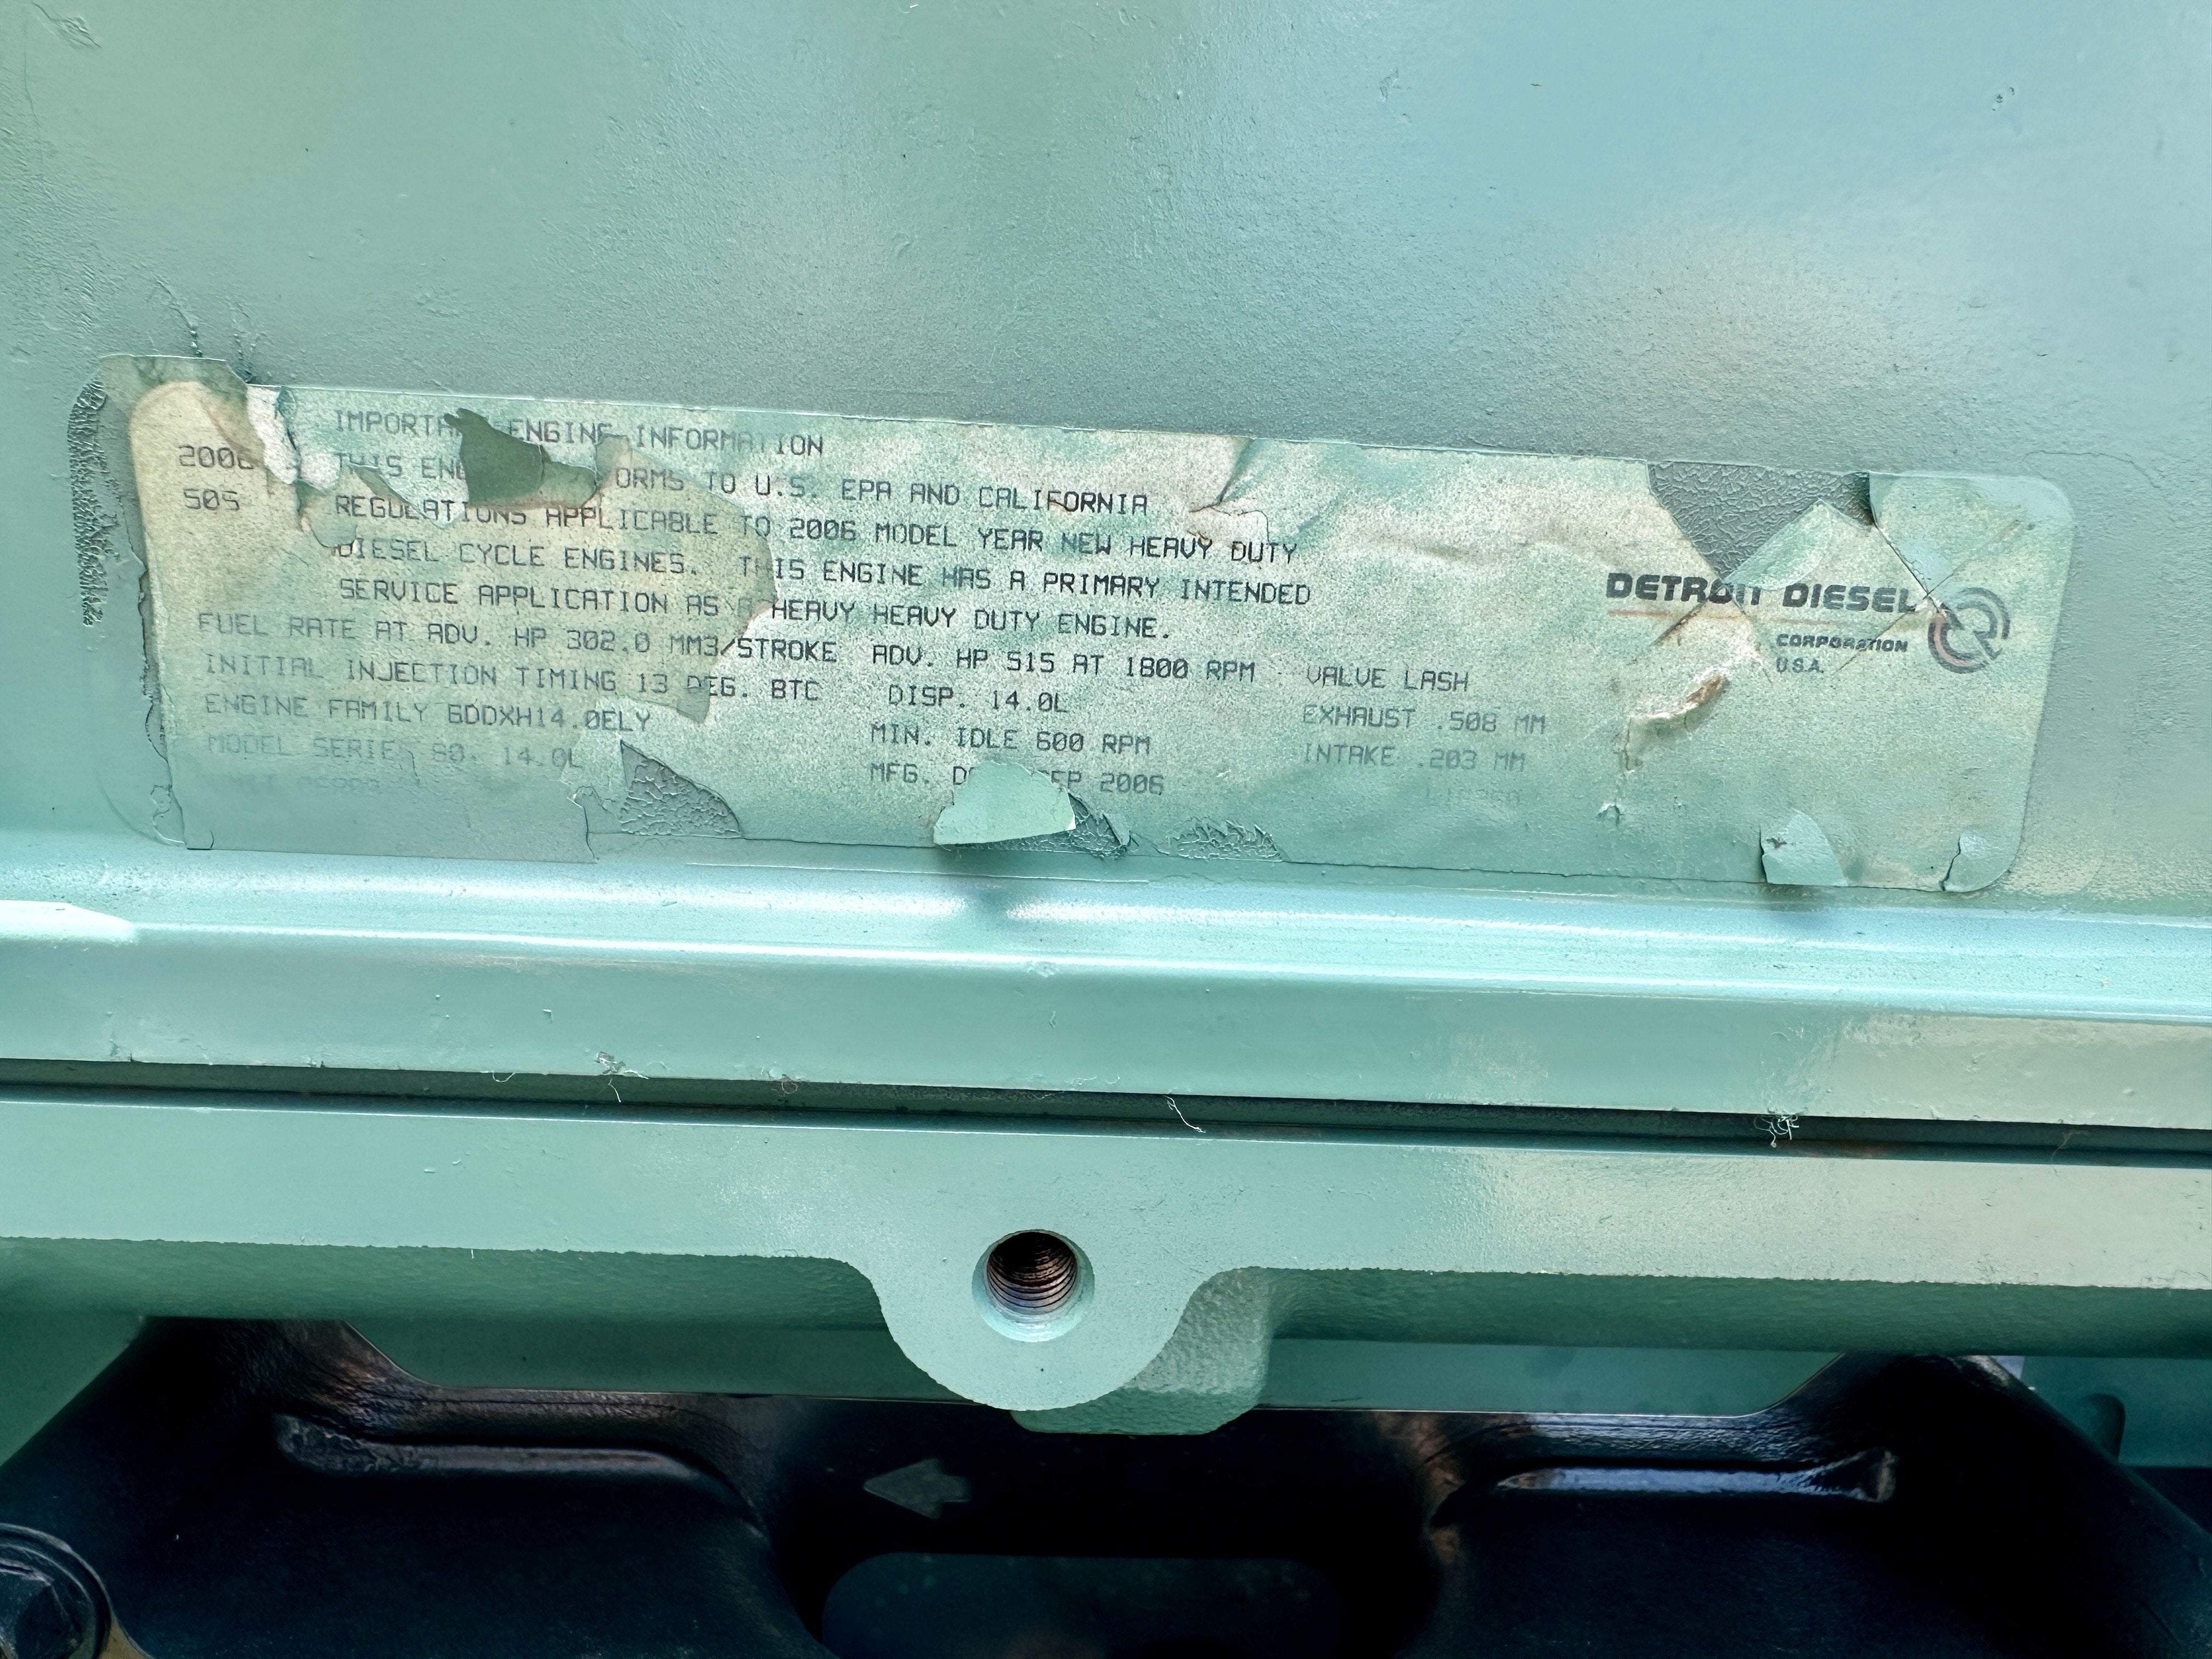 IMPORTA ENGINE INFORMATION
2006 THIS ENG ORMS TO U.S. EPA AND CALIFORNIA
505 REGULATIONS APPLICABLE TO 2006 MODEL YEAR NEW HEAVY DUTY
DIESEL CYCLE ENGINES. THIS ENGINE HAS A PRIMARY INTENDED
SERVICE APPLICATION AS A HEAVY HEAVY DUTY ENGINE.
FUEL RATE AT ADV. HP 302.0 MM3/STROKE ADV. HP 515 AT 1800 RPM VALVE LASH
INITIAL INJECTION TIMING 13 DEG. BTC DISP. 14.0L EXHAUST .508 MM
ENGINE FAMILY 6DDXH14.0ELY MIN. IDLE 600 RPM INTAKE .203 MM
MODEL SERIES 60, 14.0L MFG. SEP 2006
DETROIT DIESEL
CORPORATION
U.S.A.